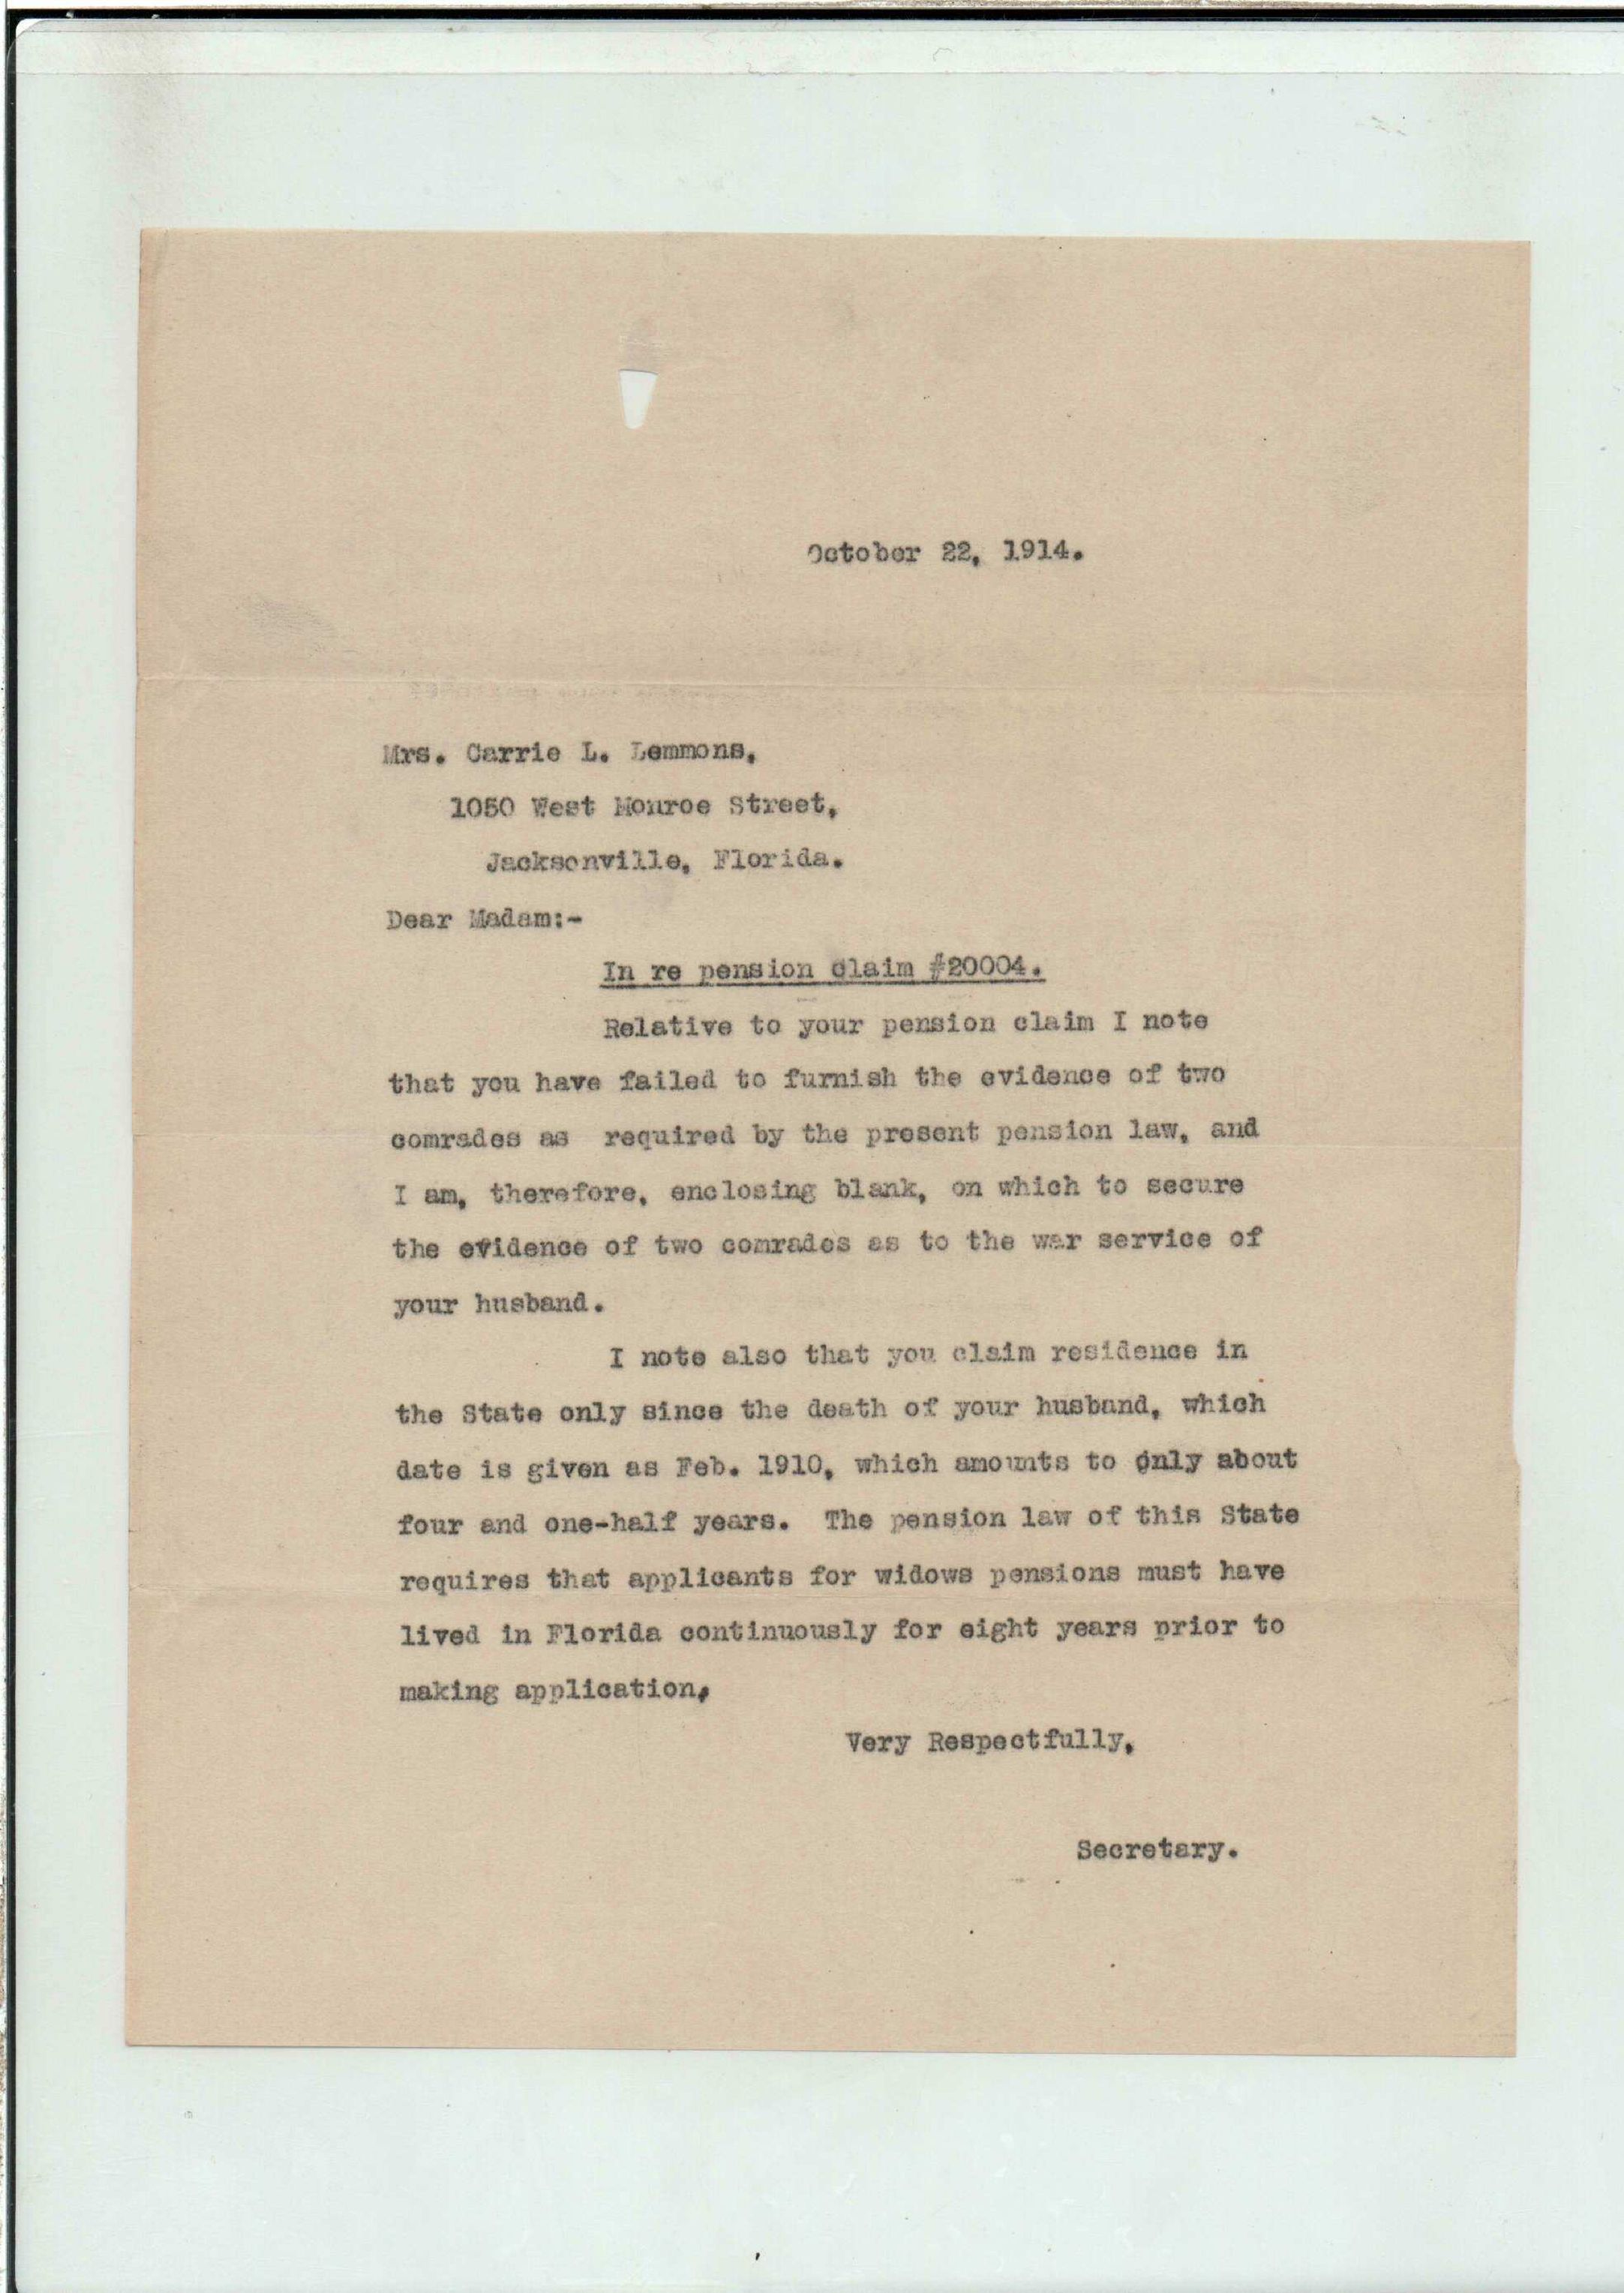 October 22, 1914.
Mrs. Carrie L. Lemmons,
1050 West Monroe Street,
Jacksonville, Florida.
Dear Madam:-
In re pension claim #20004.
Relative to your pension claim I note
that you have failed to furnish the evidence of two
comrades as required by the present pension law, and
I am, therefore, enclosing blank, on which to secure
the evidence of two comrades as to the war service of
your husband.
I note also that you claim residence in
the State only since the death of your husband, which
date is given as Feb. 1910, which amounts to only about
four and one-half years. The pension law of this State
requires that applicants for widows pensions must have
lived in Florida continuously for eight years prior to
making application.
Very Respectfully,
Secretary.